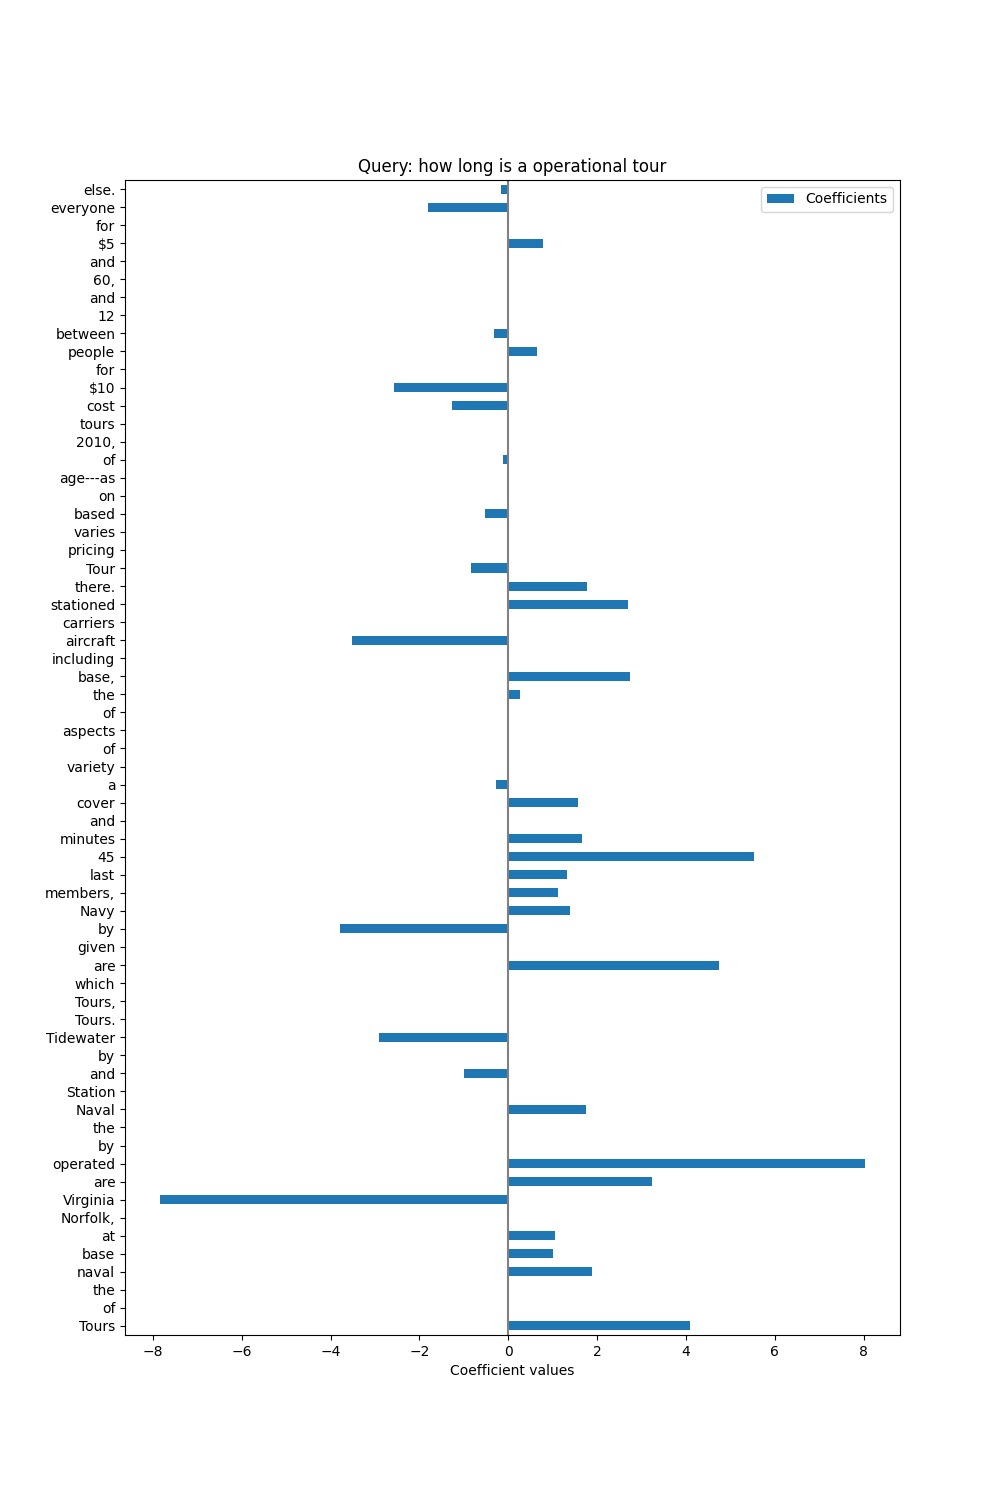 Query: how long is a operational tour
Coefficients
else.
everyone
for
$5
and
60,
and
12
between
people
for
$10
cost
tours
2010,
of
age---as
on
based
varies
pricing
Tour
there.
stationed
carriers
aircraft
including
base,
the
of
aspects
of
variety
a
cover
and
minutes
45
last
members,
Navy
by
given
are
which
Tours,
Tours.
Tidewater
by
and
Station
Naval
the
by
operated
are
Virginia
Norfolk,
at
base
naval
the
of
Tours
−8 −6 −4 −2 0 2 4 6 8
Coefficient values